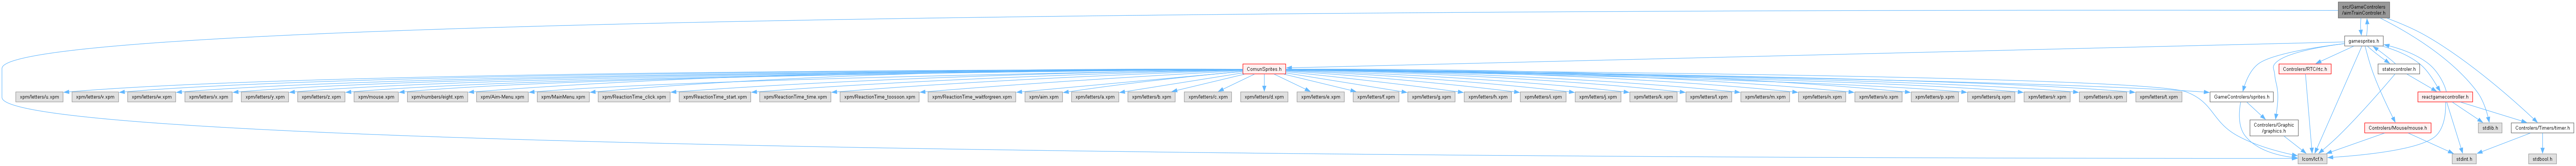 src/GameControlers
/aimTrainControler.h
gamesprites.h
ComunSprites.h
Controlers/RTC/rtc.h
statecontroler.h
xpm/letters/u.xpm
xpm/letters/v.xpm
xpm/letters/w.xpm
xpm/letters/x.xpm
xpm/letters/y.xpm
xpm/letters/z.xpm
xpm/mouse.xpm
xpm/numbers/eight.xpm
xpm/Aim-Menu.xpm
xpm/MainMenu.xpm
xpm/ReactionTime_click.xpm
xpm/ReactionTime_start.xpm
xpm/ReactionTime_time.xpm
xpm/ReactionTime_toosoon.xpm
xpm/ReactionTime_waitforgreen.xpm
xpm/aim.xpm
xpm/letters/a.xpm
xpm/letters/b.xpm
xpm/letters/c.xpm
xpm/letters/d.xpm
xpm/letters/e.xpm
xpm/letters/f.xpm
xpm/letters/g.xpm
xpm/letters/h.xpm
xpm/letters/i.xpm
xpm/letters/j.xpm
xpm/letters/k.xpm
xpm/letters/l.xpm
xpm/letters/m.xpm
xpm/letters/n.xpm
xpm/letters/o.xpm
xpm/letters/p.xpm
xpm/letters/q.xpm
xpm/letters/r.xpm
xpm/letters/s.xpm
xpm/letters/t.xpm
GameControlers/sprites.h
reactgamecontroller.h
Controlers/Graphic
/graphics.h
Controlers/Mouse/mouse.h
stdlib.h
Controlers/Timers/timer.h
lcom/lcf.h
stdint.h
stdbool.h